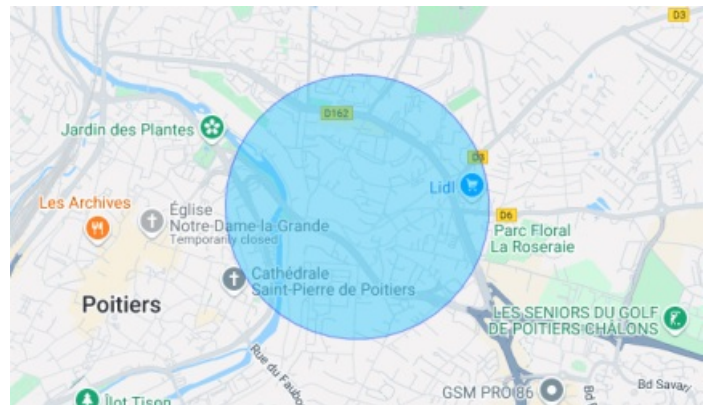 D3
D162
Jardin des Plantes
D3
Lidl
Les Archives
Église
Notre-Dame-la-Grande
Temporarily closed
D6
Parc Floral
La Roseraie
Cathédrale
Saint-Pierre de Poitiers
Poitiers
LES SENIORS DU GOLF
DE POITIERS CHÂLONS
Rue du Faubo
GSM PRO 86
Bd
Bd Savari
Îlot Tison